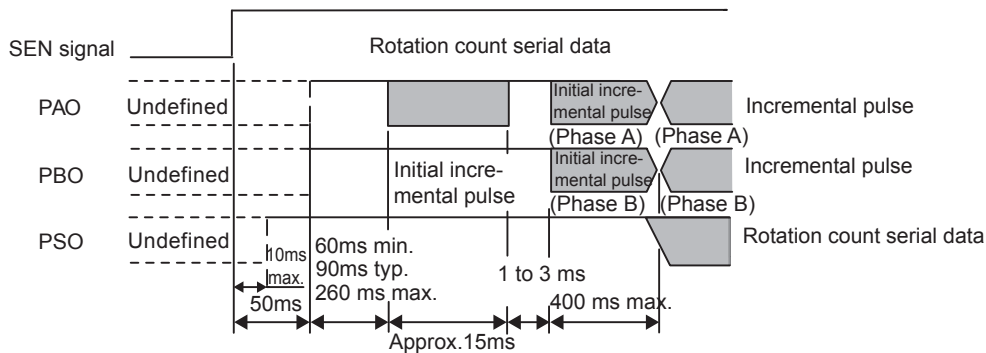 SEN signal
Rotation count serial data
PAO
Undefined
Initial incre-
mental pulse
Incremental pulse
(Phase A)
(Phase A)
PBO
Undefined
Initial incre-
mental pulse
Initial incre-
mental pulse
Incremental pulse
(Phase B)
(Phase B)
PSO
Undefined
Rotation count serial data
10ms
max.
50ms
60ms min.
90ms typ.
260 ms max.
1 to 3 ms
400 ms max.
Approx.15ms